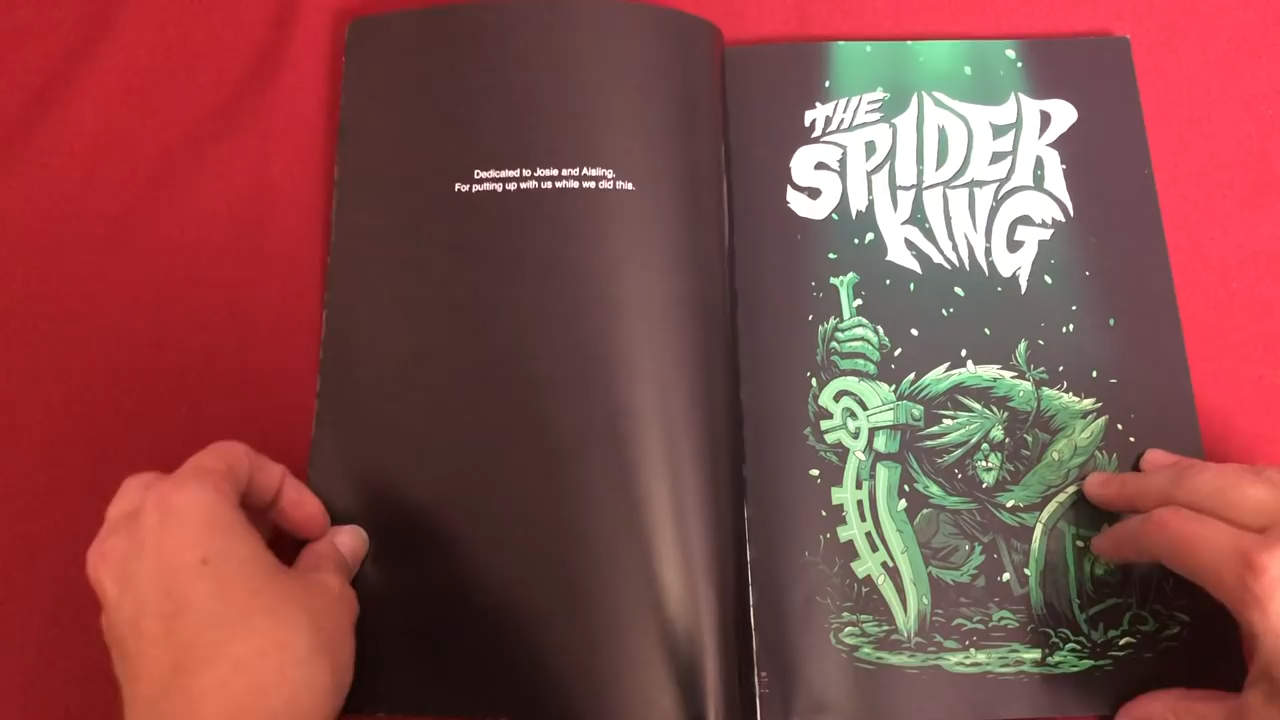 Dedicated to Josie and Aisling,
For putting up with us while we did this.
THE
SPIDER
KING